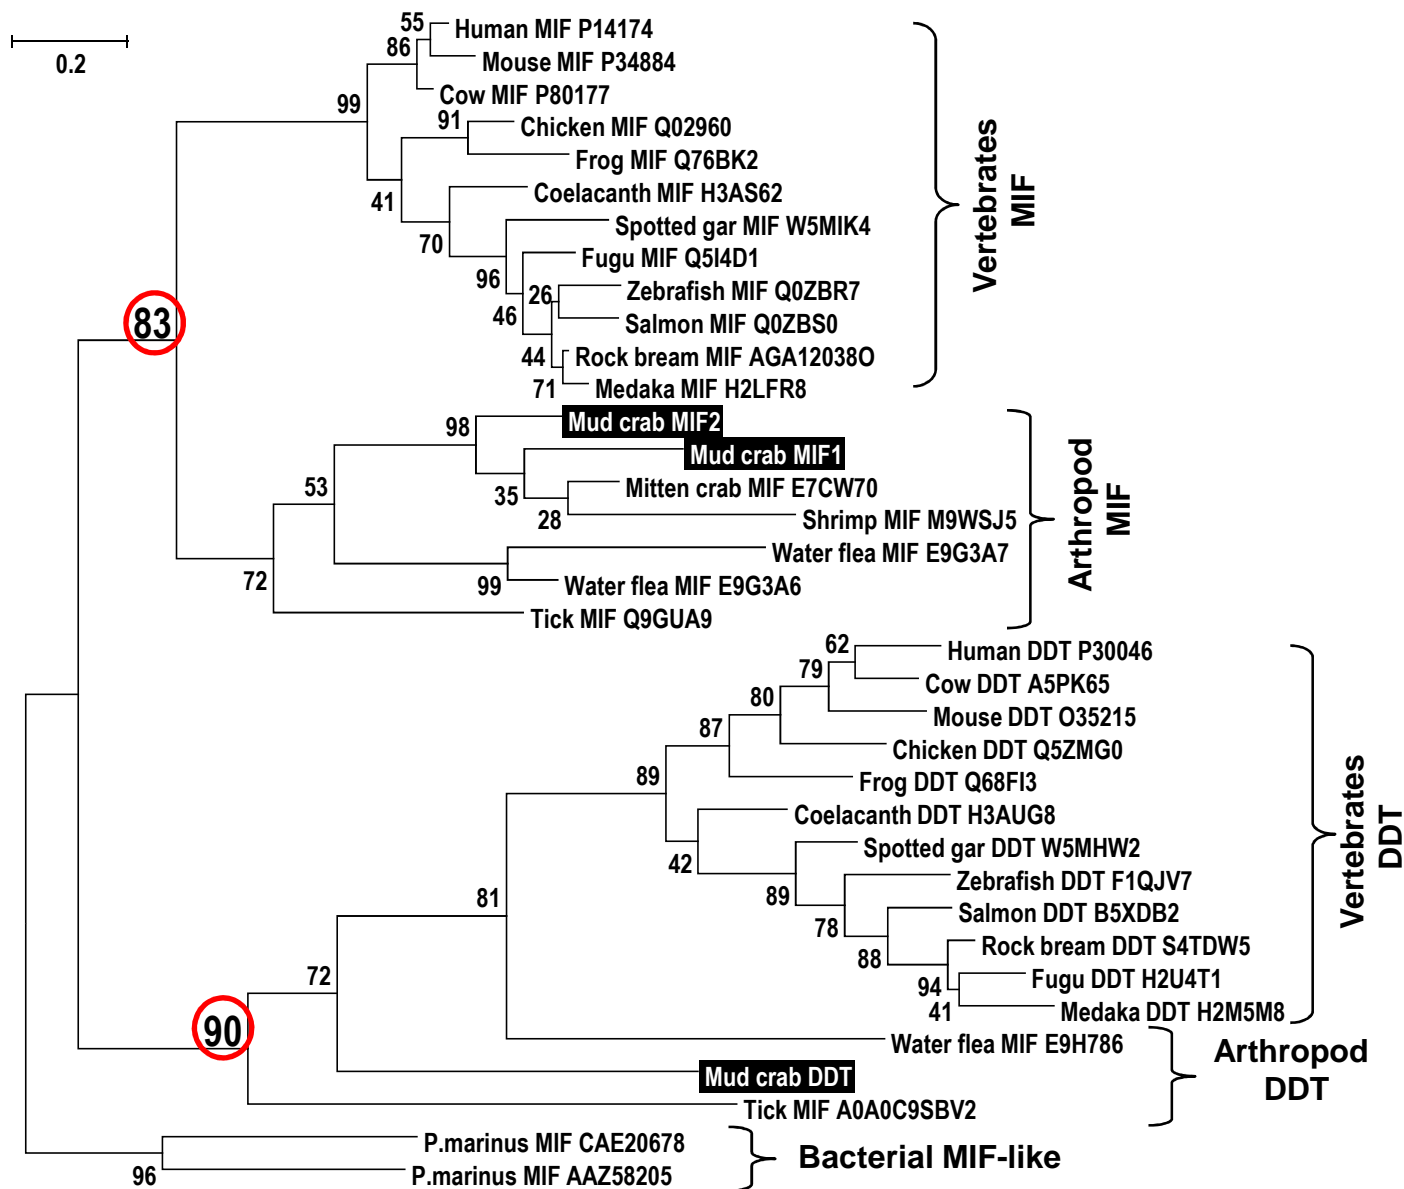 0.2
55
Human MIF P14174
86
Mouse MIF P34884
Cow MIF P80177
99
91
Chicken MIF Q02960
Frog MIF Q76BK2
41
Coelacanth MIF H3AS62
70
Spotted gar MIF W5MIK4
96
Fugu MIF Q5I4D1
26
Zebrafish MIF Q0ZBR7
46
Salmon MIF Q0ZBS0
44
Rock bream MIF AGA12038O
71
Medaka MIF H2LFR8
Vertebrates
MIF
83
98
Mud crab MIF2
Mud crab MIF1
53
35
Mitten crab MIF E7CW70
28
Shrimp MIF M9WSJ5
Water flea MIF E9G3A7
72
99
Water flea MIF E9G3A6
Tick MIF Q9GUA9
Arthropod
MIF
62
Human DDT P30046
79
Cow DDT A5PK65
80
Mouse DDT O35215
87
Chicken DDT Q5ZMG0
89
Frog DDT Q68FI3
Coelacanth DDT H3AUG8
42
Spotted gar DDT W5MHW2
89
Zebrafish DDT F1QJV7
78
Salmon DDT B5XDB2
88
Rock bream DDT S4TDW5
94
Fugu DDT H2U4T1
41
Medaka DDT H2M5M8
Vertebrates
DDT
81
72
90
Water flea MIF E9H786
Mud crab DDT
Tick MIF A0A0C9SBV2
Arthropod
DDT
P.marinus MIF CAE20678
96
P.marinus MIF AAZ58205
Bacterial MIF-like